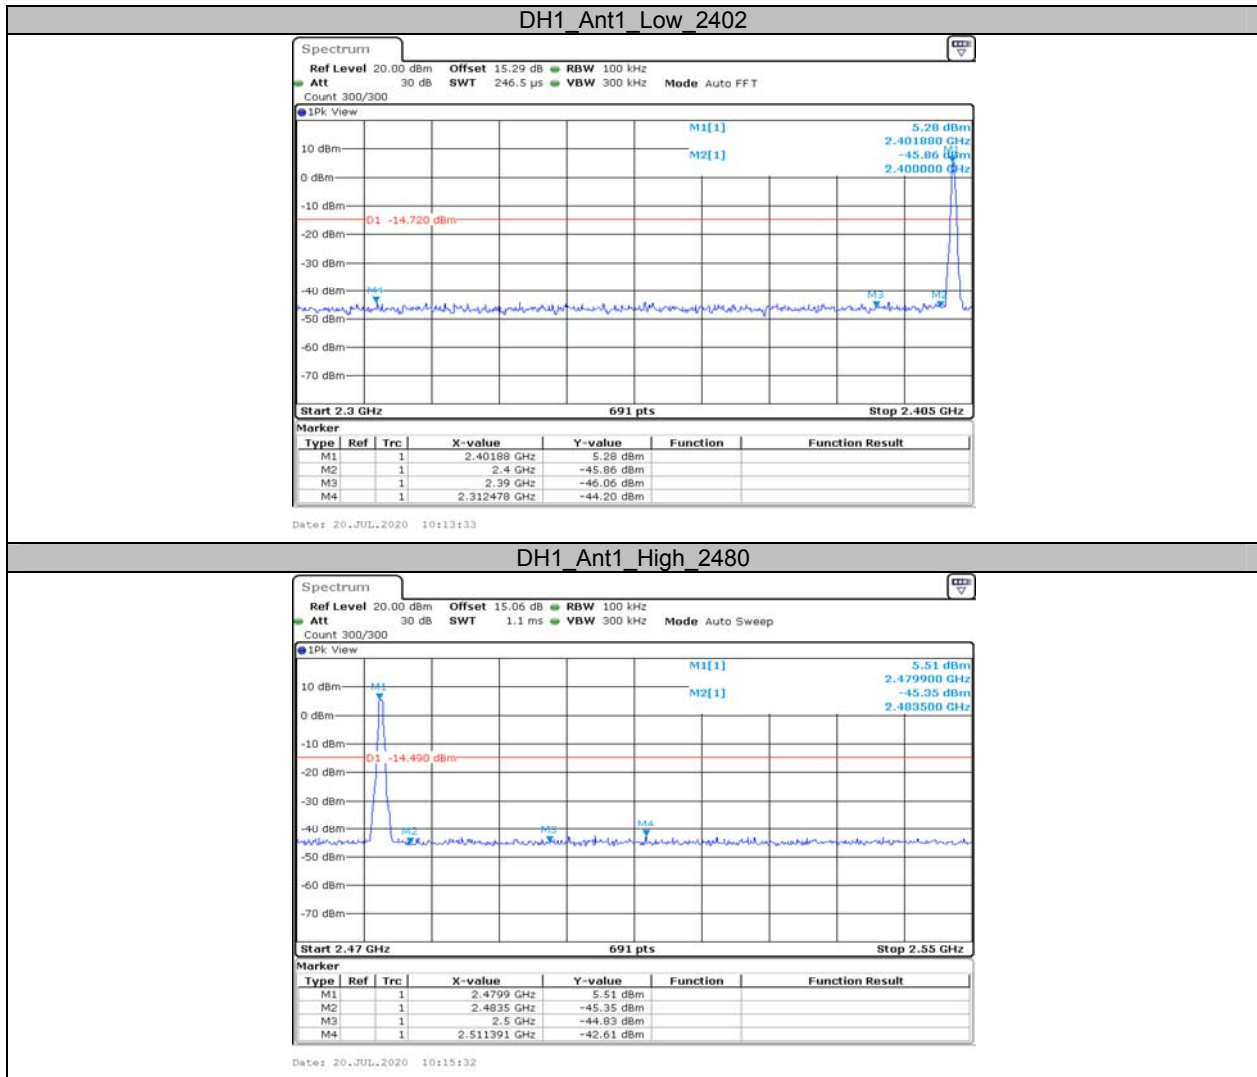 DH1_Ant1_Low_2402
Spectrum
Ref Level 20.00 dBm Offset 15.29 dB RBW 100 kHz
Att 30 dB SWT 246.5 µs VBW 300 kHz Mode Auto FFT
Count 300/300
1Pk View
M1[1] 5.28 dBm
2.401880 GHz
M2[1] -45.86 dBm
2.400000 GHz
M1
10 dBm
0 dBm
-10 dBm
D1 -14.720 dBm
-20 dBm
-30 dBm
-40 dBm
M4 M3 M2
-50 dBm
-60 dBm
-70 dBm
Start 2.3 GHz 691 pts Stop 2.405 GHz
Marker
Type Ref Trc X-value Y-value Function Function Result
M1 1 2.40188 GHz 5.28 dBm
M2 1 2.4 GHz -45.86 dBm
M3 1 2.39 GHz -46.06 dBm
M4 1 2.312478 GHz -44.20 dBm
Date: 20.JUL.2020 10:13:33
DH1_Ant1_High_2480
Spectrum
Ref Level 20.00 dBm Offset 15.06 dB RBW 100 kHz
Att 30 dB SWT 1.1 ms VBW 300 kHz Mode Auto Sweep
Count 300/300
1Pk View
M1[1] 5.51 dBm
2.479900 GHz
M2[1] -45.35 dBm
2.483500 GHz
10 dBm
M1
0 dBm
-10 dBm
D1 -14.490 dBm
-20 dBm
-30 dBm
-40 dBm
M2 M3 M4
-50 dBm
-60 dBm
-70 dBm
Start 2.47 GHz 691 pts Stop 2.55 GHz
Marker
Type Ref Trc X-value Y-value Function Function Result
M1 1 2.4799 GHz 5.51 dBm
M2 1 2.4835 GHz -45.35 dBm
M3 1 2.5 GHz -44.83 dBm
M4 1 2.511391 GHz -42.61 dBm
Date: 20.JUL.2020 10:15:32